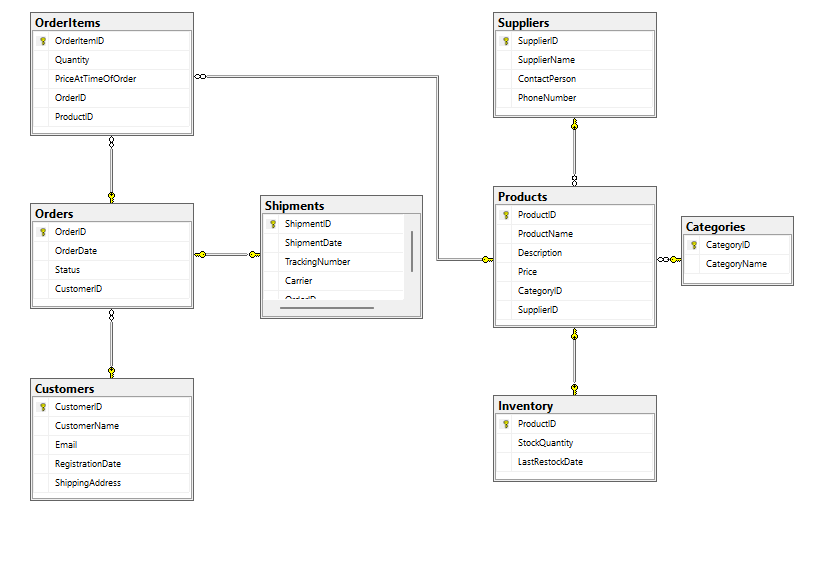 OrderItems
OrderItemID
Quantity
PriceAtTimeOfOrder
OrderID
ProductID
Suppliers
SupplierID
SupplierName
ContactPerson
PhoneNumber
Orders
OrderID
OrderDate
Status
CustomerID
Shipments
ShipmentID
ShipmentDate
TrackingNumber
Carrier
OrderID
Products
ProductID
ProductName
Description
Price
CategoryID
SupplierID
Categories
CategoryID
CategoryName
Customers
CustomerID
CustomerName
Email
RegistrationDate
ShippingAddress
Inventory
ProductID
StockQuantity
LastRestockDate